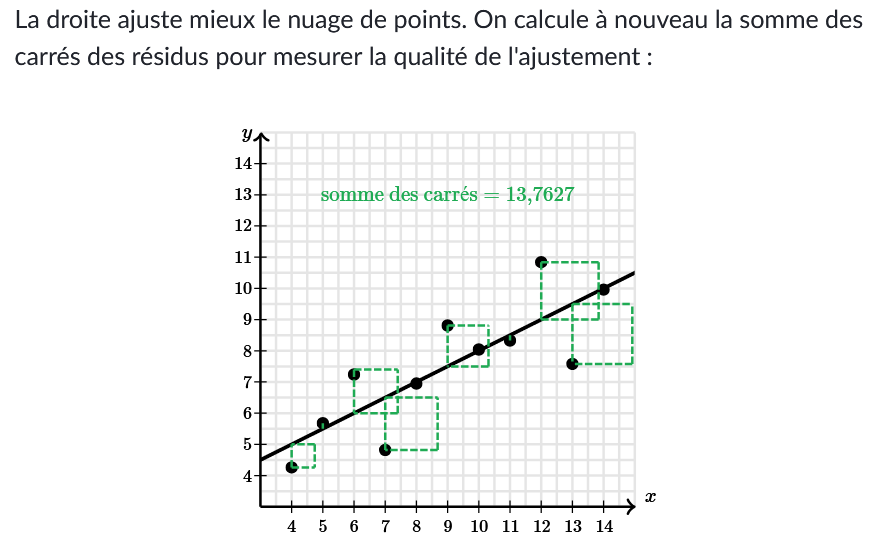 La droite ajuste mieux le nuage de points. On calcule à nouveau la somme des
carrés des résidus pour mesurer la qualité de l'ajustement :
y
14
13
somme des carrés = 13,7627
12
11
10
9
8
7
6
5
4
x
4 5 6 7 8 9 10 11 12 13 14